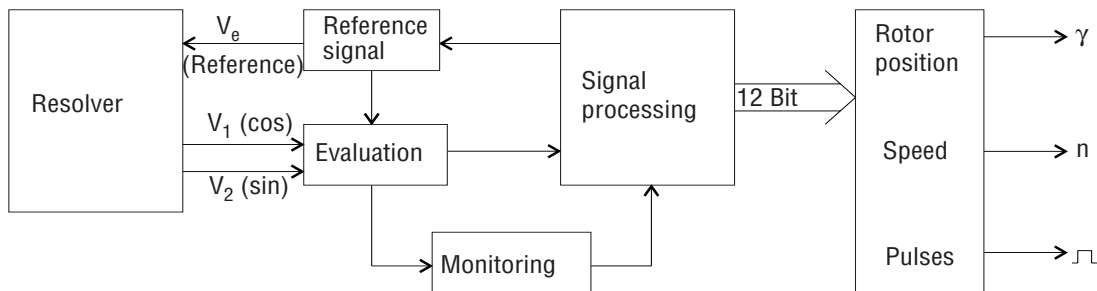 Resolver
V_e
(Reference)
V_1 (cos)
V_2 (sin)
Reference
signal
Evaluation
Monitoring
Signal
processing
12 Bit
Rotor
position
Speed
Pulses
γ
n